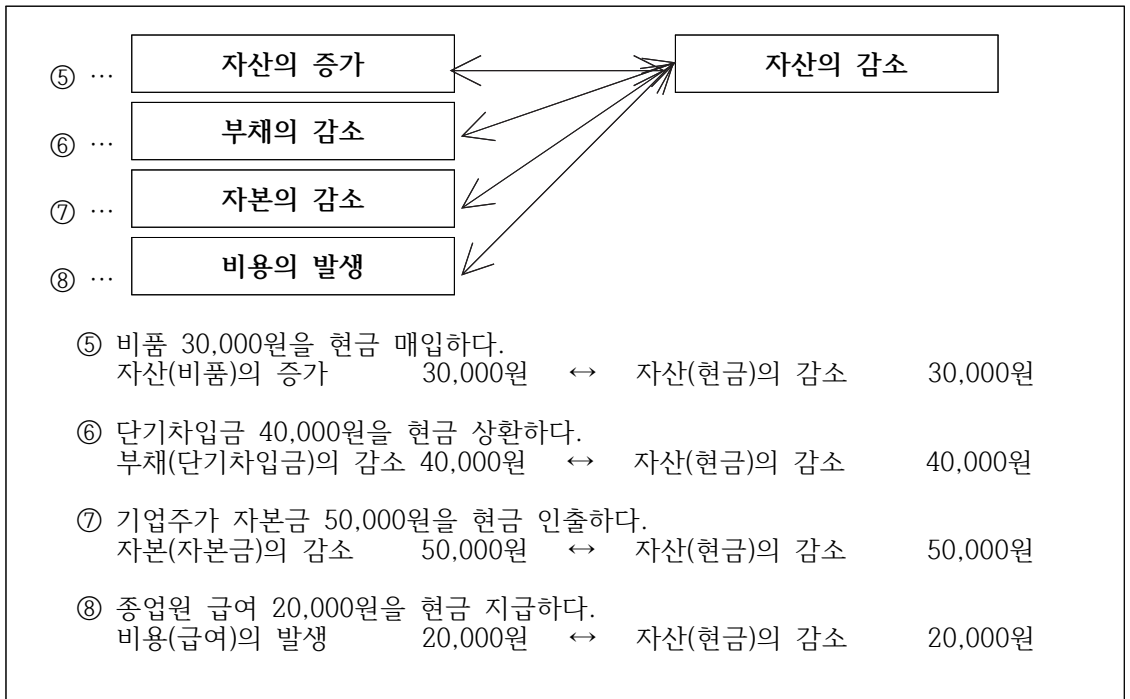 ⑤ … 자산의 증가 자산의 감소
⑥ … 부채의 감소
⑦ … 자본의 감소
⑧ … 비용의 발생
⑤ 비품 30,000원을 현금 매입하다.
자산(비품)의 증가 30,000원 ↔ 자산(현금)의 감소 30,000원
⑥ 단기차입금 40,000원을 현금 상환하다.
부채(단기차입금)의 감소 40,000원 ↔ 자산(현금)의 감소 40,000원
⑦ 기업주가 자본금 50,000원을 현금 인출하다.
자본(자본금)의 감소 50,000원 ↔ 자산(현금)의 감소 50,000원
⑧ 종업원 급여 20,000원을 현금 지급하다.
비용(급여)의 발생 20,000원 ↔ 자산(현금)의 감소 20,000원